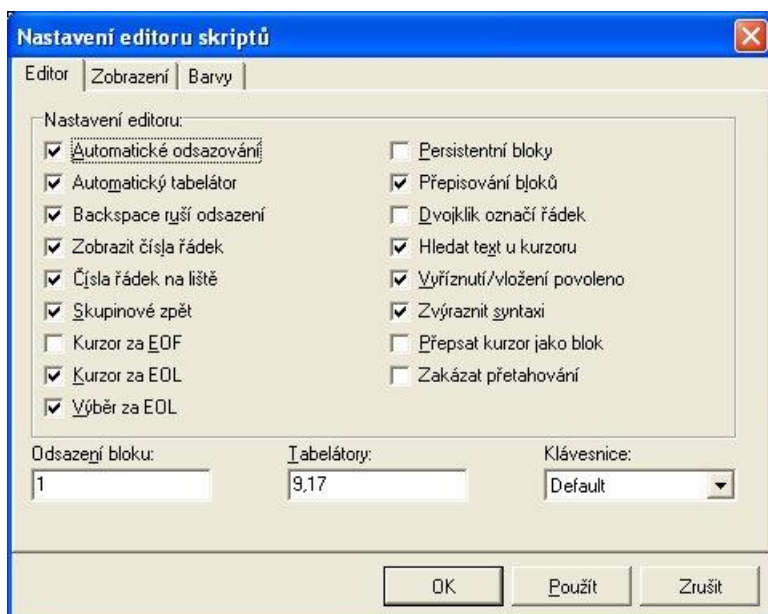 Nastavení editoru skriptů
Editor Zobrazení Barvy
Nastavení editoru:
Automatické odsazování
Automatický tabelátor
Backspace ruší odsazení
Zobrazit čísla řádek
Čísla řádek na liště
Skupinové zpět
Kurzor za EOF
Kurzor za EOL
Výběr za EOL
Persistentní bloky
Přepisování bloků
Dvojklik označí řádek
Hledat text u kurzoru
Vyříznutí/vložení povoleno
Zvýraznit syntaxi
Přepsat kurzor jako blok
Zakázat přetahování
Odsazení bloku:
1
Tabelátory:
9,17
Klávesnice:
Default
OK Použít Zrušit